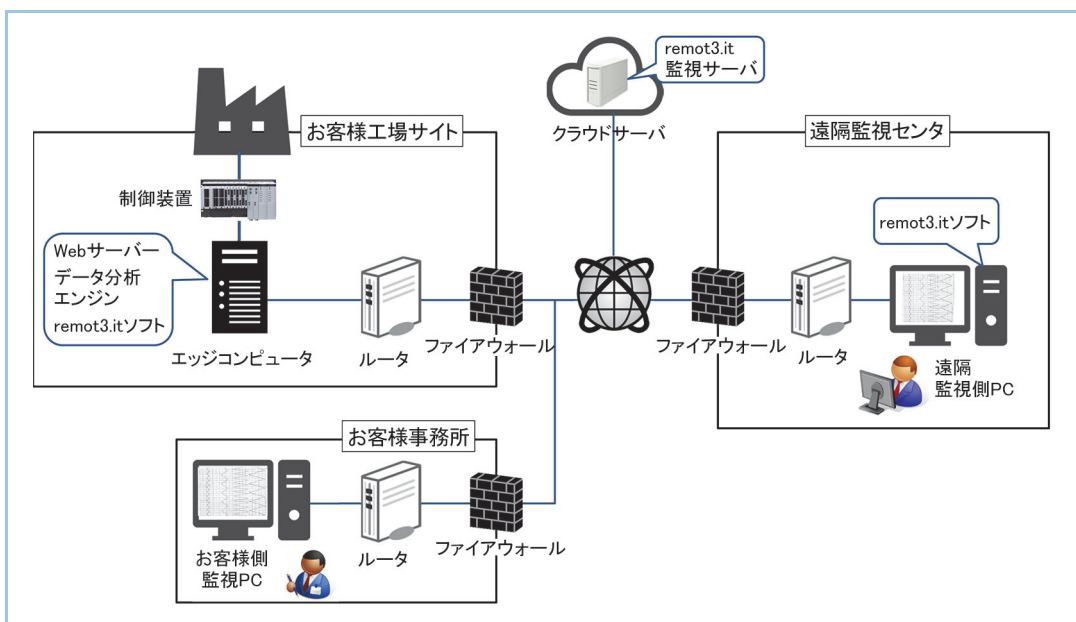 remot3.it
監視サーバ
クラウドサーバ
お客様工場サイト
制御装置
Webサーバー
データ分析
エンジン
remot3.itソフト
エッジコンピュータ
ルータ
ファイアウォール
遠隔監視センタ
remot3.itソフト
ファイアウォール
ルータ
遠隔
監視側PC
お客様事務所
お客様側
監視PC
ルータ
ファイアウォール